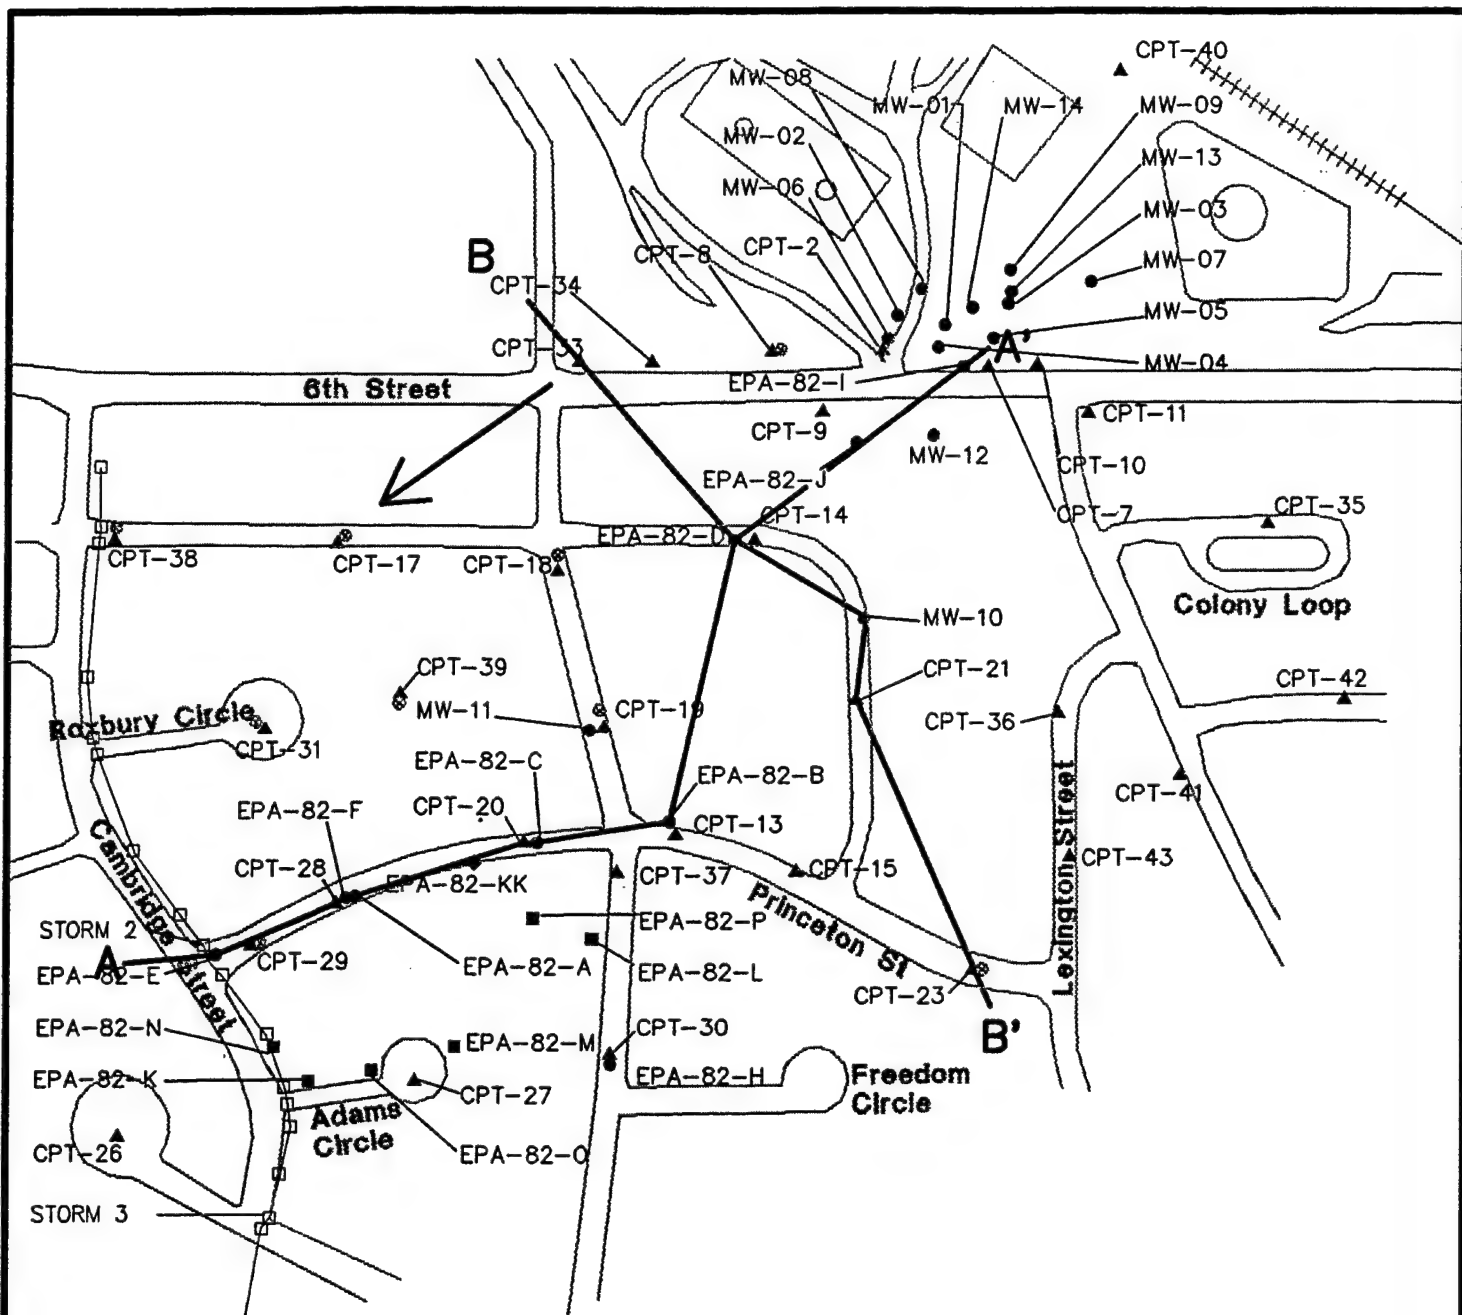 CPT-40
MW-08
MW-01
MW-14
MW-09
MW-02
MW-13
MW-06
MW-03
B
CPT-8
CPT-2
MW-07
CPT-34
MW-05
CPT-33
A'
MW-04
6th Street
EPA-82-I
CPT-9
MW-12
CPT-11
EPA-82-J
CPT-10
CPT-14
CPT-7
CPT-35
EPA-82-D
CPT-38
CPT-17
CPT-18
Colony Loop
MW-10
CPT-39
CPT-21
CPT-42
MW-11
CPT-19
Roxbury Circle
CPT-36
CPT-31
EPA-82-C
EPA-82-B
CPT-41
EPA-82-F
CPT-20
CPT-13
Cambridge Street
CPT-28
EPA-82-KK
CPT-37
CPT-15
CPT-43
Lexington Street
STORM 2
EPA-82-P
Princeton St
A
EPA-82-E
CPT-29
EPA-82-A
EPA-82-L
CPT-23
EPA-82-N
EPA-82-M
CPT-30
B'
EPA-82-K
CPT-27
EPA-82-H
Freedom
Circle
Adams
Circle
CPT-26
EPA-82-O
STORM 3